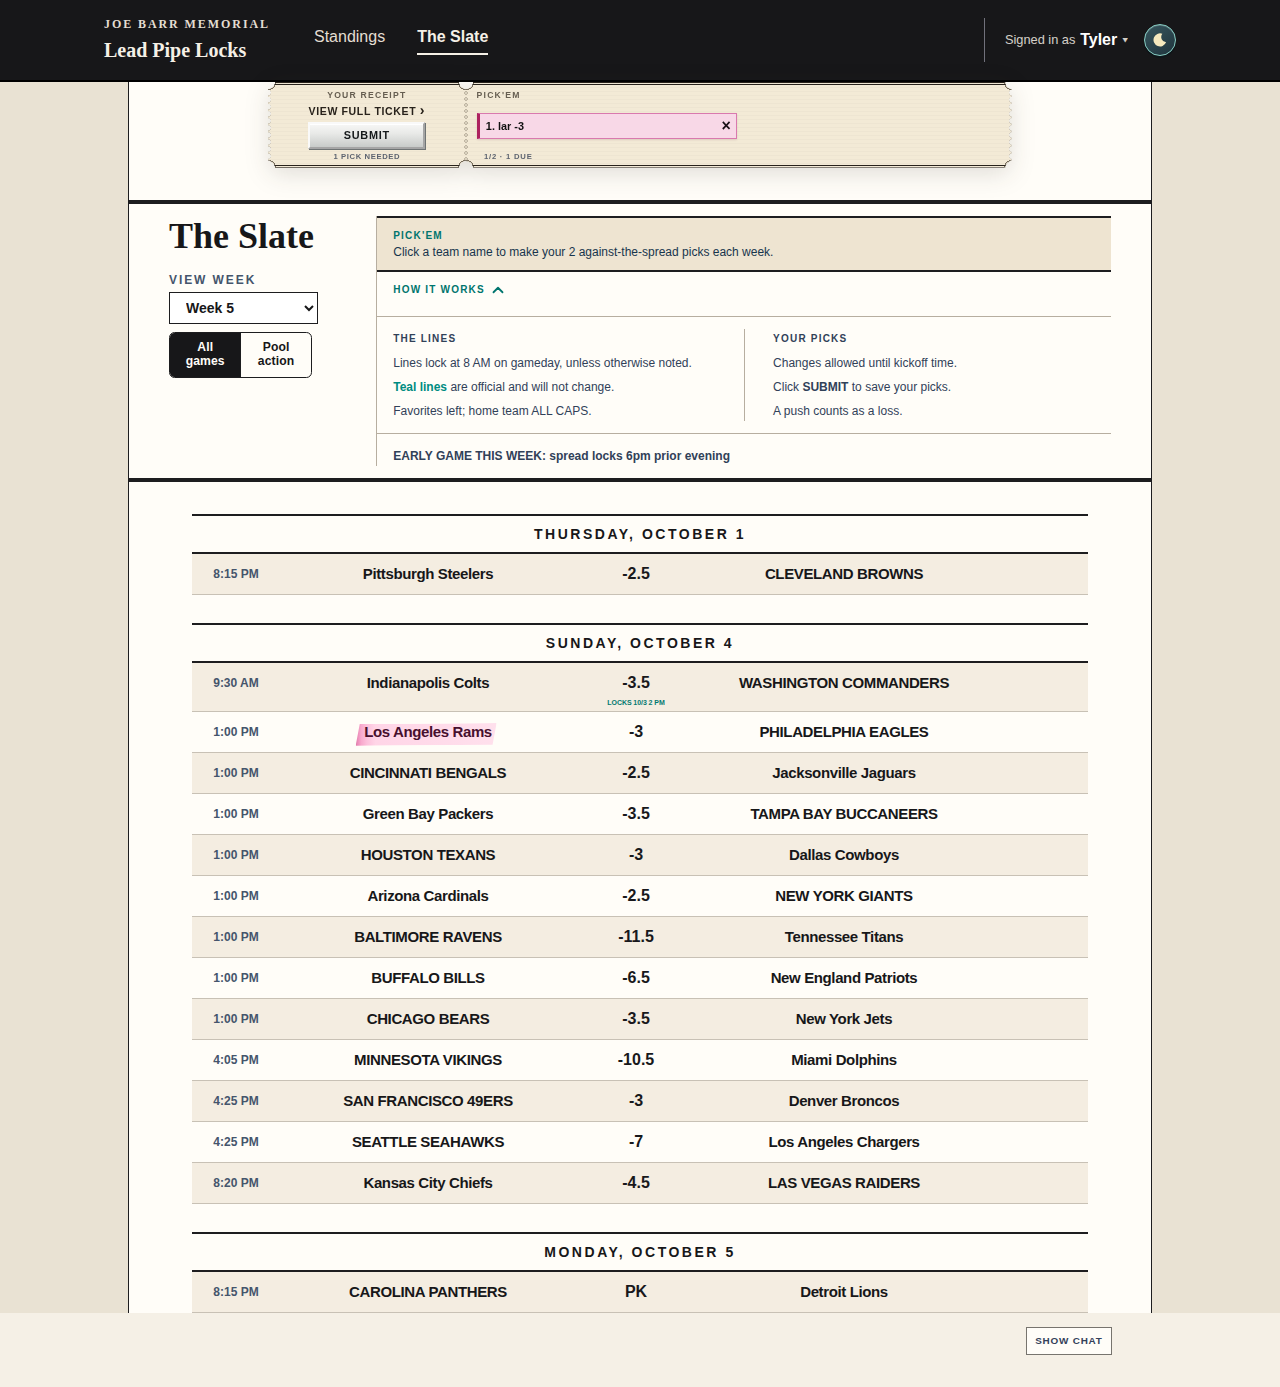 JOE BARR MEMORIAL
Lead Pipe Locks
Standings
The Slate
Signed in as Tyler ▾
YOUR RECEIPT
VIEW FULL TICKET ›
SUBMIT
1 PICK NEEDED
PICK'EM
1. lar -3 ×
1/2 · 1 DUE
The Slate
VIEW WEEK
Week 5
All games
Pool action
PICK'EM
Click a team name to make your 2 against-the-spread picks each week.
HOW IT WORKS
THE LINES
Lines lock at 8 AM on gameday, unless otherwise noted.
Teal lines are official and will not change.
Favorites left; home team ALL CAPS.
YOUR PICKS
Changes allowed until kickoff time.
Click SUBMIT to save your picks.
A push counts as a loss.
EARLY GAME THIS WEEK: spread locks 6pm prior evening
THURSDAY, OCTOBER 1
8:15 PM Pittsburgh Steelers -2.5 CLEVELAND BROWNS
SUNDAY, OCTOBER 4
9:30 AM Indianapolis Colts -3.5 WASHINGTON COMMANDERS
LOCKS 10/3 2 PM
1:00 PM Los Angeles Rams -3 PHILADELPHIA EAGLES
1:00 PM CINCINNATI BENGALS -2.5 Jacksonville Jaguars
1:00 PM Green Bay Packers -3.5 TAMPA BAY BUCCANEERS
1:00 PM HOUSTON TEXANS -3 Dallas Cowboys
1:00 PM Arizona Cardinals -2.5 NEW YORK GIANTS
1:00 PM BALTIMORE RAVENS -11.5 Tennessee Titans
1:00 PM BUFFALO BILLS -6.5 New England Patriots
1:00 PM CHICAGO BEARS -3.5 New York Jets
4:05 PM MINNESOTA VIKINGS -10.5 Miami Dolphins
4:25 PM SAN FRANCISCO 49ERS -3 Denver Broncos
4:25 PM SEATTLE SEAHAWKS -7 Los Angeles Chargers
8:20 PM Kansas City Chiefs -4.5 LAS VEGAS RAIDERS
MONDAY, OCTOBER 5
8:15 PM CAROLINA PANTHERS PK Detroit Lions
SHOW CHAT